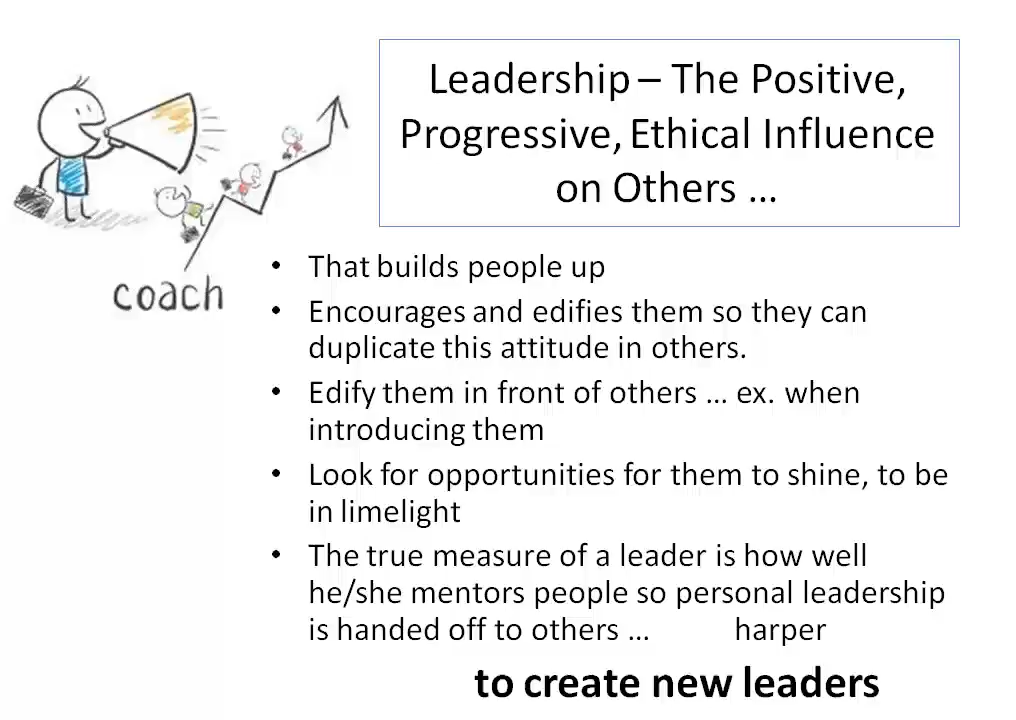 Leadership – The Positive,
Progressive, Ethical Influence
on Others …
coach
• That builds people up
• Encourages and edifies them so they can
duplicate this attitude in others.
• Edify them in front of others … ex. when
introducing them
• Look for opportunities for them to shine, to be
in limelight
• The true measure of a leader is how well
he/she mentors people so personal leadership
is handed off to others … harper
to create new leaders